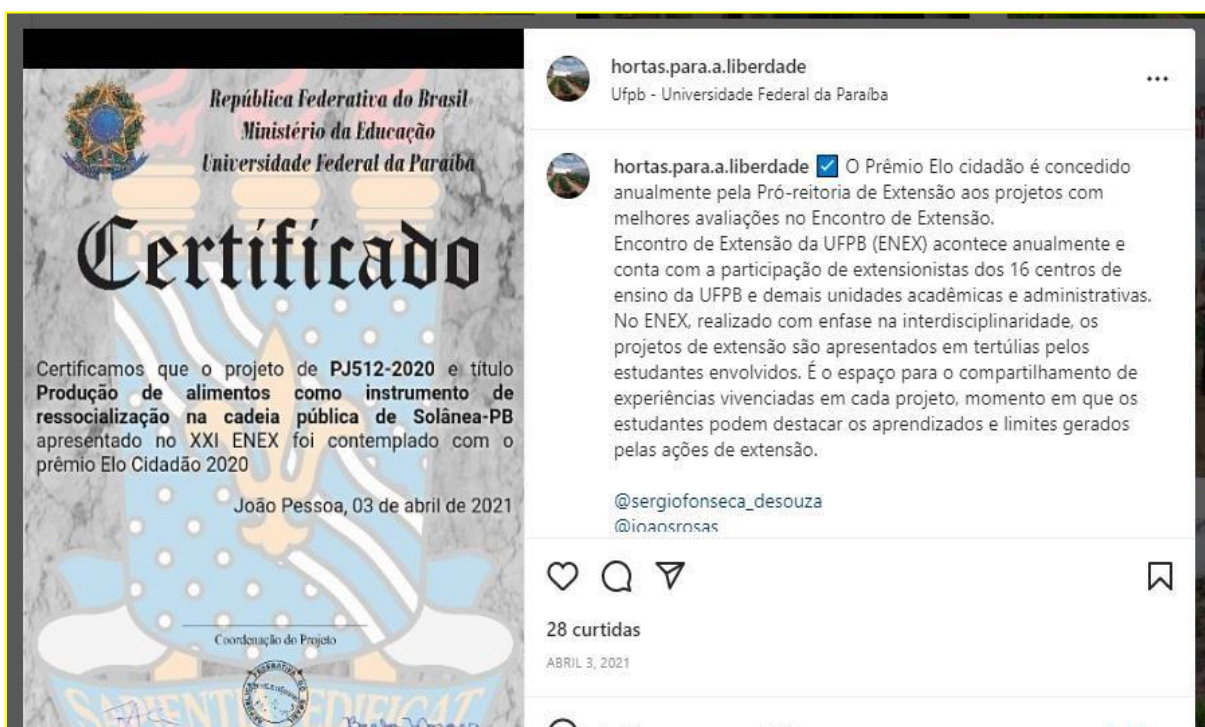 República Federativa do Brasil
Ministério da Educação
Universidade Federal da Paraíba
Certificado
Certificamos que o projeto de PJ512-2020 e título
Produção de alimentos como instrumento de
ressocialização na cadeia pública de Solânea-PB
apresentado no XXI ENEX foi contemplado com o
prêmio Elo Cidadão 2020
João Pessoa, 03 de abril de 2021
Coordenação do Projeto
SAPIENTIA EDIFICAT
hortas.para.a.liberdade
Ufpb - Universidade Federal da Paraíba
hortas.para.a.liberdade ☑️ O Prêmio Elo cidadão é concedido
anualmente pela Pró-reitoria de Extensão aos projetos com
melhores avaliações no Encontro de Extensão.
Encontro de Extensão da UFPB (ENEX) acontece anualmente e
conta com a participação de extensionistas dos 16 centros de
ensino da UFPB e demais unidades acadêmicas e administrativas.
No ENEX, realizado com enfase na interdisciplinaridade, os
projetos de extensão são apresentados em tertúlias pelos
estudantes envolvidos. É o espaço para o compartilhamento de
experiências vivenciadas em cada projeto, momento em que os
estudantes podem destacar os aprendizados e limites gerados
pelas ações de extensão.
@sergiofonseca_desouza
@joaosrosas
28 curtidas
ABRIL 3, 2021